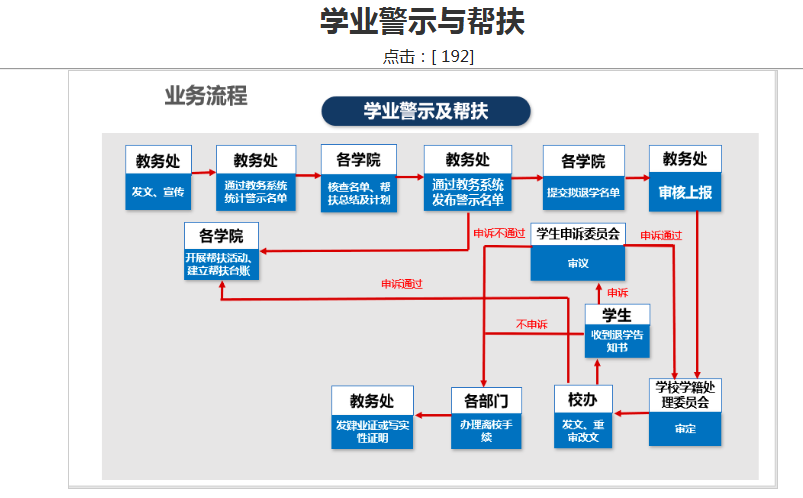 学业警示与帮扶
点击：[ 192]
业务流程
学业警示及帮扶
教务处
发文、宣传
教务处
通过教务系统
统计警示名单
各学院
核查名单、帮
扶总结及计划
教务处
通过教务系统
发布警示名单
各学院
提交拟退学名单
教务处
审核上报
各学院
开展帮扶活动、
建立帮扶台账
申诉不通过
学生申诉委员会
审议
申诉通过
申诉通过
申诉
不申诉
学生
收到退学告
知书
教务处
发肄业证或写实
性证明
各部门
办理离校手
续
校办
发文、重
审改文
学校学籍处
理委员会
审定